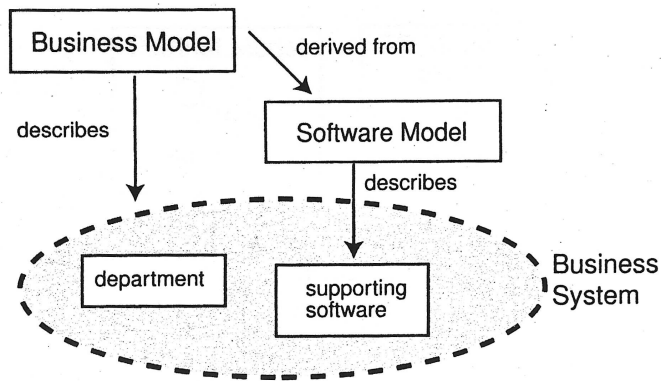 Business Model
derived from
describes
Software Model
describes
department
supporting
software
Business
System